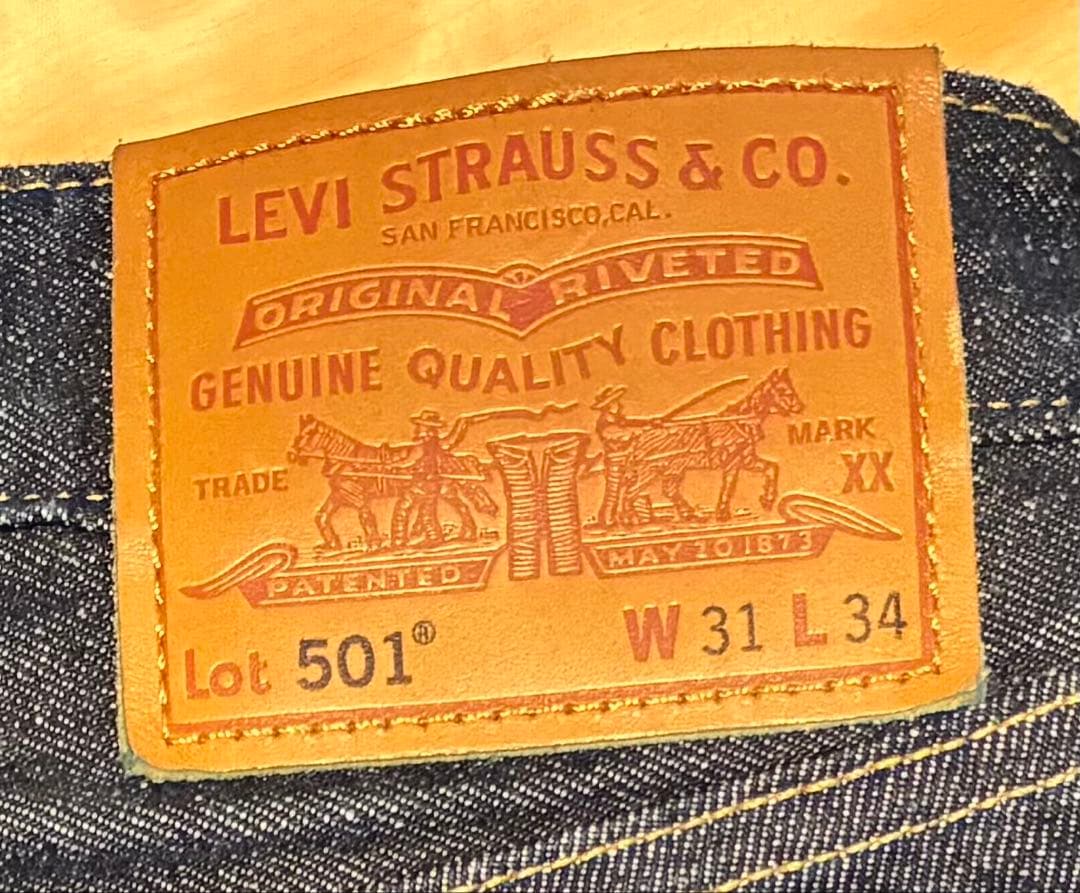 LEVI STRAUSS & CO.
SAN FRANCISCO, CAL.
ORIGINAL RIVETED
GENUINE QUALITY CLOTHING
TRADE MARK
XX
PATENTED MAY 20 1873
Lot 501® W 31 L 34